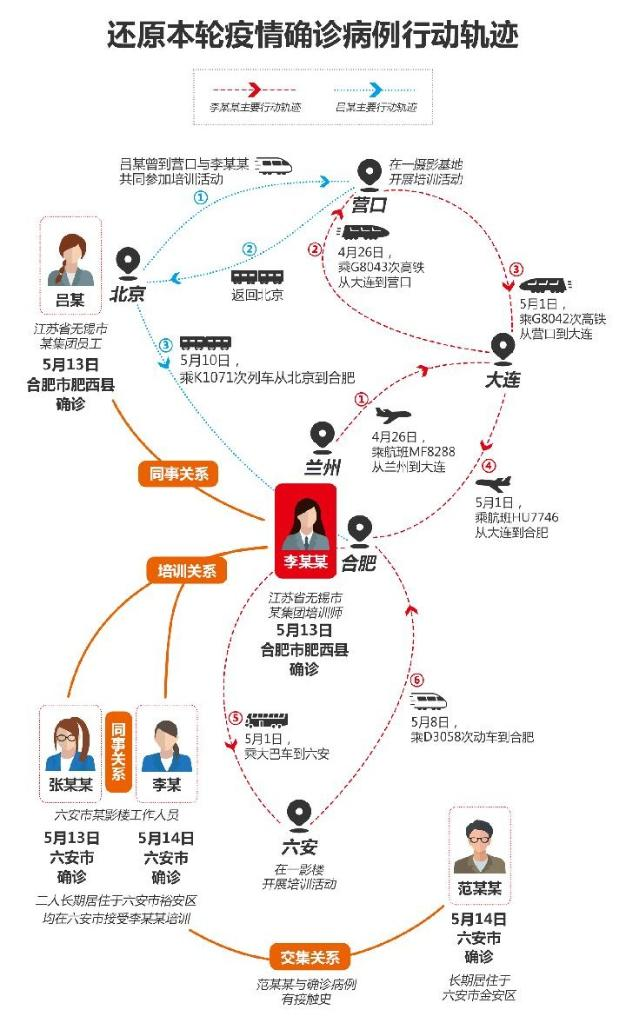 还原本轮疫情确诊病例行动轨迹
李某某主要行动轨迹
吕某主要行动轨迹
吕某曾到营口与李某某
共同参加培训活动
①
在一摄影基地
开展培训活动
营口
②
返回北京
北京
吕某
江苏省无锡市
某集团员工
5月13日
合肥市肥西县
确诊
②
4月26日，
乘G8043次高铁
从大连到营口
③
5月1日，
乘G8042次高铁
从营口到大连
③
5月10日，
乘K1071次列车从北京到合肥
大连
①
4月26日，
乘航班MF8288
从兰州到大连
兰州
④
5月1日，
乘航班HU7746
从大连到合肥
同事关系
李某某
合肥
培训关系
江苏省无锡市
某集团培训师
5月13日
合肥市肥西县
确诊
⑤
5月1日，
乘大巴车到六安
⑥
5月8日，
乘D3058次动车到合肥
张某某
同事关系
李某
六安市某影楼工作人员
5月13日
六安市
确诊
5月14日
六安市
确诊
二人长期居住于六安市裕安区
均在六安市接受李某某培训
六安
在一影楼
开展培训活动
范某某
5月14日
六安市
确诊
长期居住于
六安市金安区
交集关系
范某某与确诊病例
有接触史